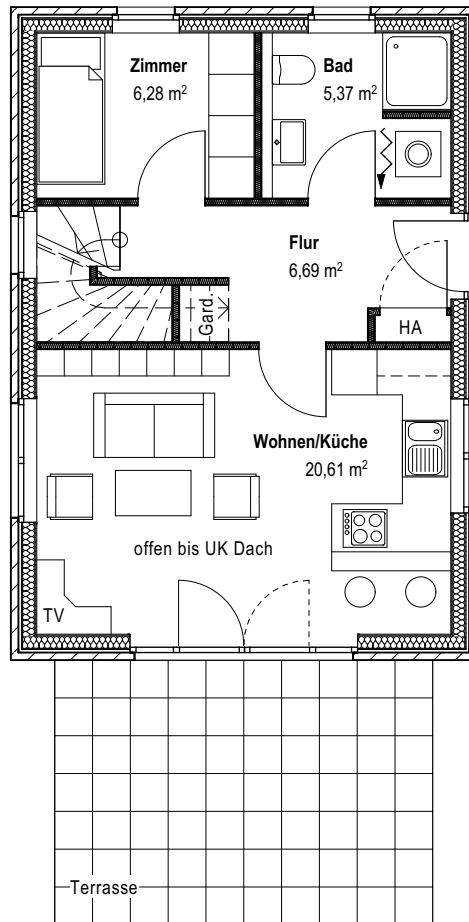 Zimmer
6,28 m²
Bad
5,37 m²
Flur
6,69 m²
Gard.
HA
Wohnen/Küche
20,61 m²
offen bis UK Dach
TV
Terrasse